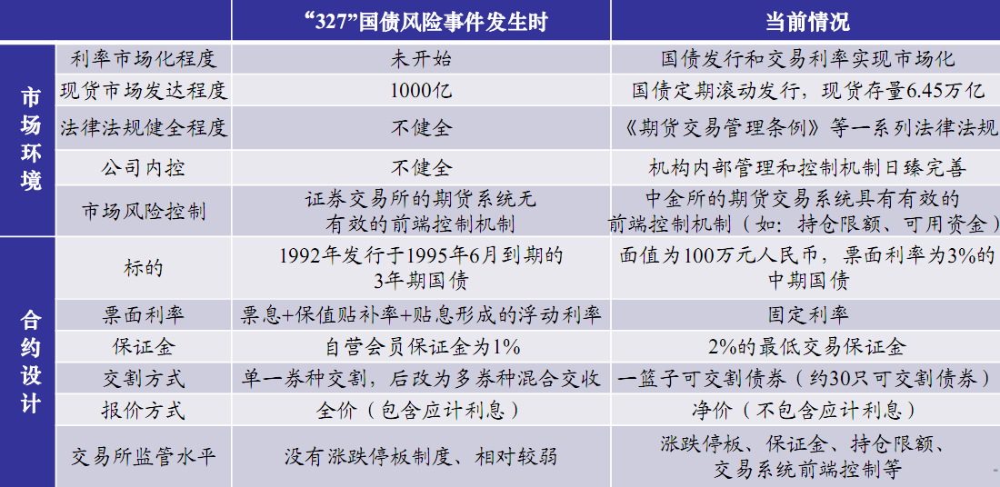 “327”国债风险事件发生时 当前情况
市场环境
利率市场化程度 未开始 国债发行和交易利率实现市场化
现货市场发达程度 1000亿 国债定期滚动发行，现货存量6.45万亿
法律法规健全程度 不健全 《期货交易管理条例》等一系列法律法规
公司内控 不健全 机构内部管理和控制机制日臻完善
市场风险控制 证券交易所的期货系统无 中金所的期货交易系统具有有效的
有效的前端控制机制 前端控制机制（如：持仓限额、可用资金）
合约设计
标的 1992年发行于1995年6月到期的 面值为100万元人民币，票面利率为3%的
3年期国债 中期国债
票面利率 票息+保值贴补率+贴息形成的浮动利率 固定利率
保证金 自营会员保证金为1% 2%的最低交易保证金
交割方式 单一券种交割，后改为多券种混合交收 一篮子可交割债券（约30只可交割债券）
报价方式 全价（包含应计利息） 净价（不包含应计利息）
交易所监管水平 没有涨跌停板制度、相对较弱 涨跌停板、保证金、持仓限额、
交易系统前端控制等